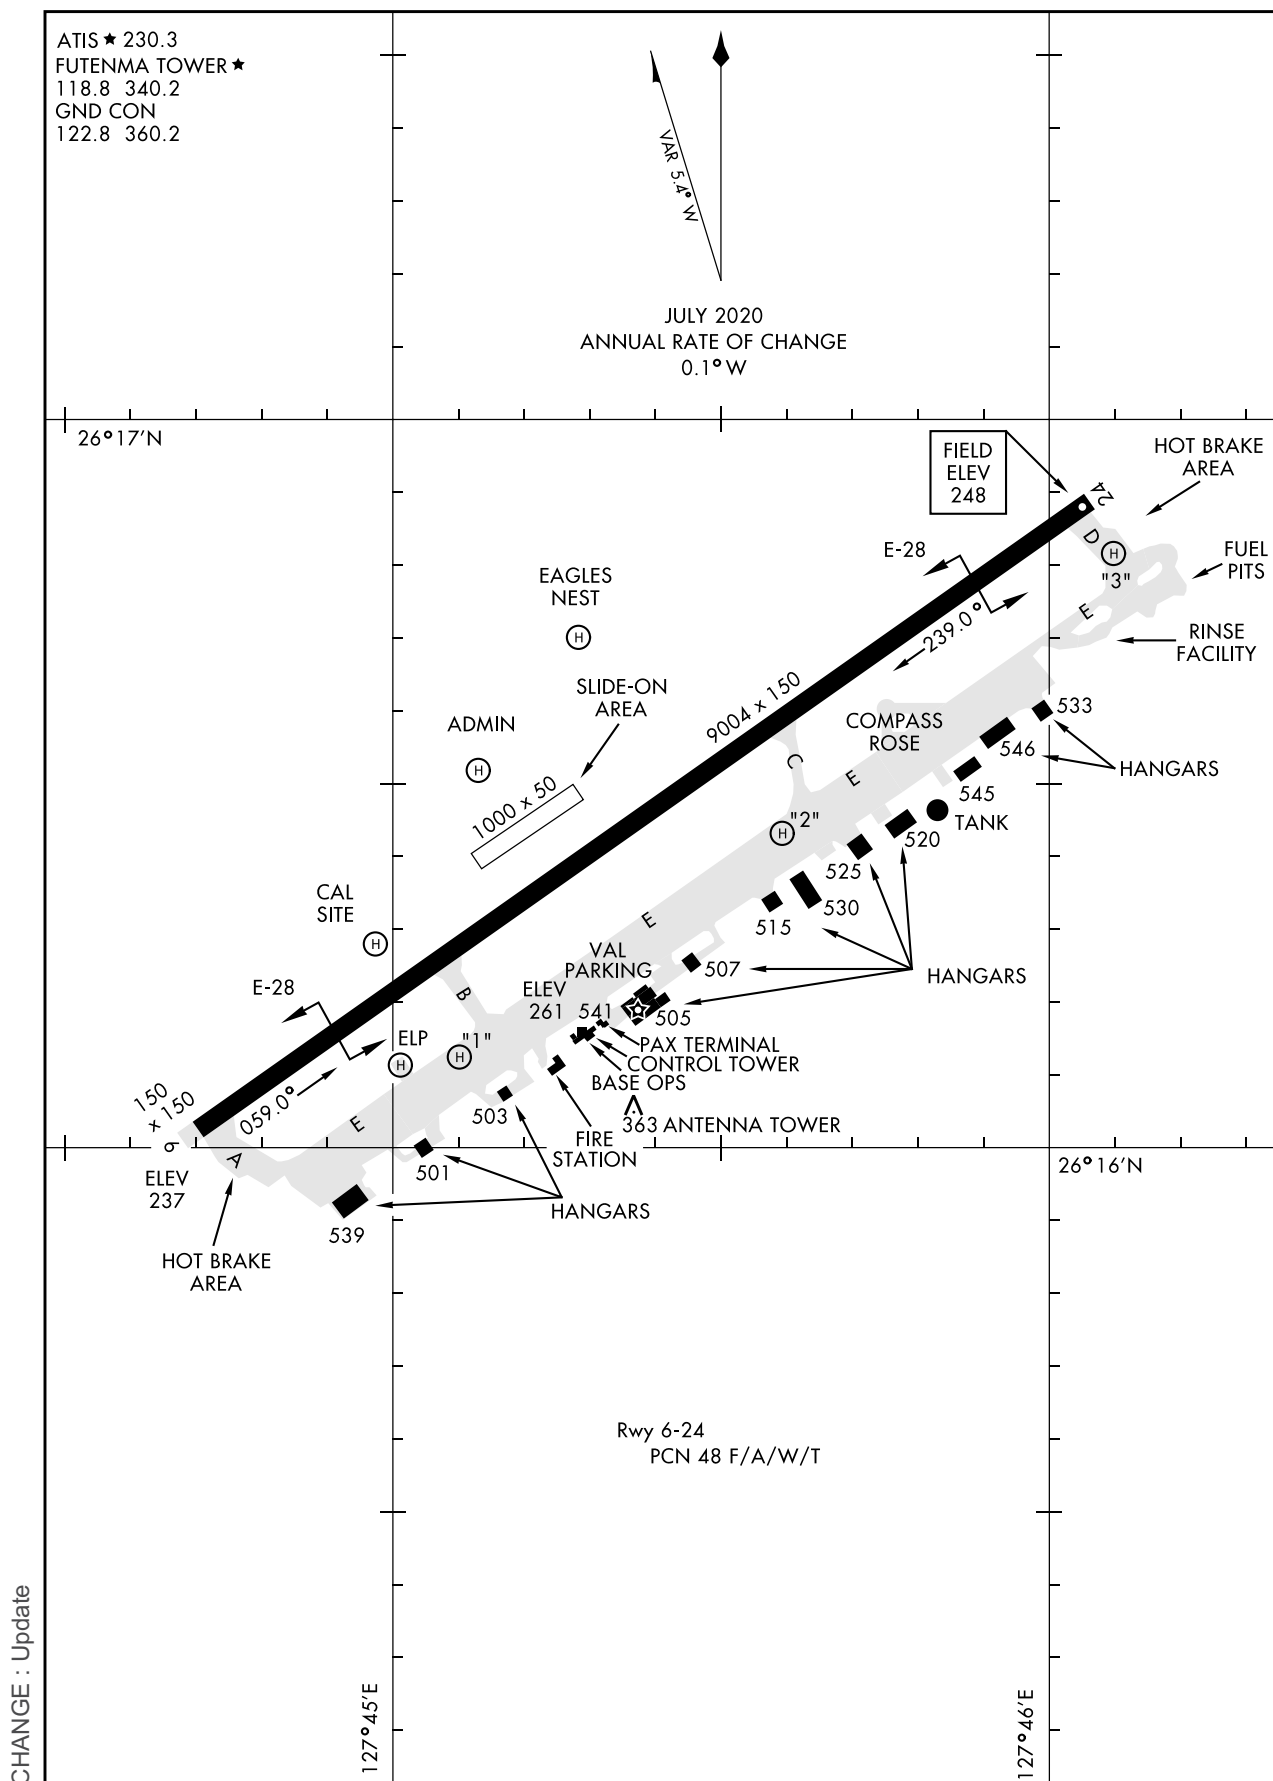 ATIS ★ 230.3
FUTENMA TOWER ★
118.8 340.2
GND CON
122.8 360.2
VAR 5.4° W
JULY 2020
ANNUAL RATE OF CHANGE
0.1° W
26°17'N
FIELD
ELEV
248
24
HOT BRAKE
AREA
D
H
"3"
FUEL
PITS
E-28
EAGLES
NEST
H
239.0°
E
RINSE
FACILITY
SLIDE-ON
AREA
ADMIN
H
9004 x 150
COMPASS
ROSE
533
546
HANGARS
C
E
545
1000 x 50
"2"
H
TANK
520
525
530
515
CAL
SITE
H
E
VAL
PARKING
507
HANGARS
E-28
B
ELEV
261
541
505
ELP
H
"1"
H
PAX TERMINAL
CONTROL TOWER
BASE OPS
363 ANTENNA TOWER
150
x 150
059.0°
E
503
FIRE
STATION
6
A
ELEV
237
501
26°16'N
539
HANGARS
HOT BRAKE
AREA
Rwy 6-24
PCN 48 F/A/W/T
127°45'E
127°46'E
CHANGE : Update